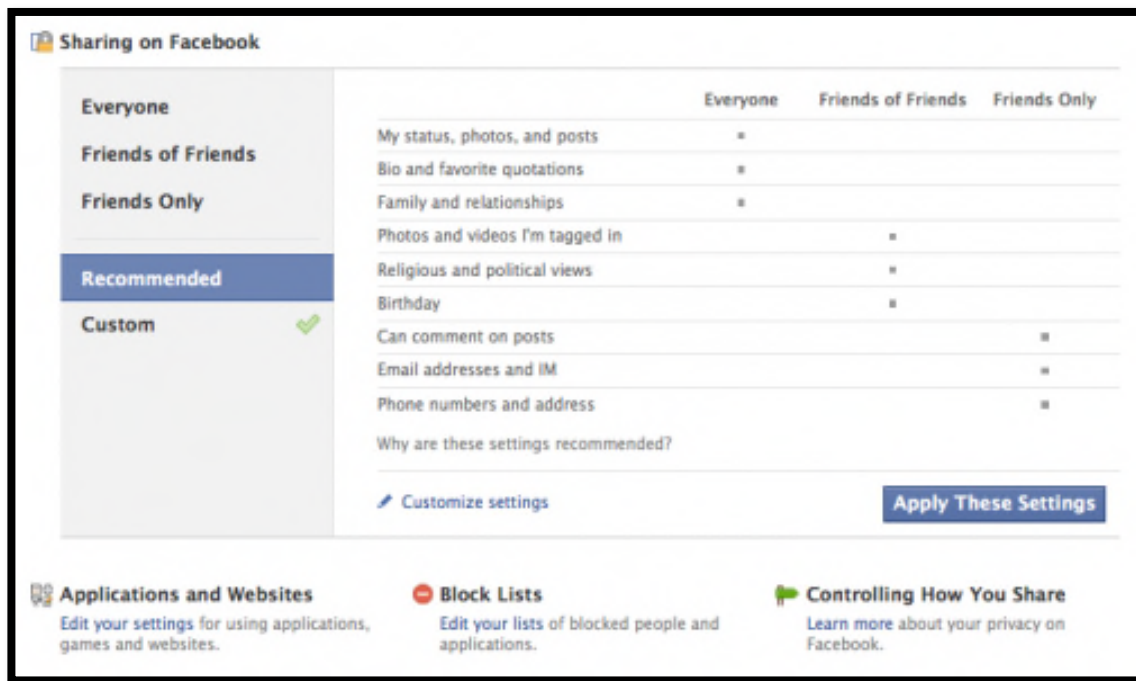 Sharing on Facebook
Everyone
Friends of Friends
Friends Only
Recommended
Custom
Everyone Friends of Friends Friends Only
My status, photos, and posts
Bio and favorite quotations
Family and relationships
Photos and videos I'm tagged in
Religious and political views
Birthday
Can comment on posts
Email addresses and IM
Phone numbers and address
Why are these settings recommended?
Customize settings
Apply These Settings
Applications and Websites
Edit your settings for using applications,
games and websites.
Block Lists
Edit your lists of blocked people and
applications.
Controlling How You Share
Learn more about your privacy on
Facebook.